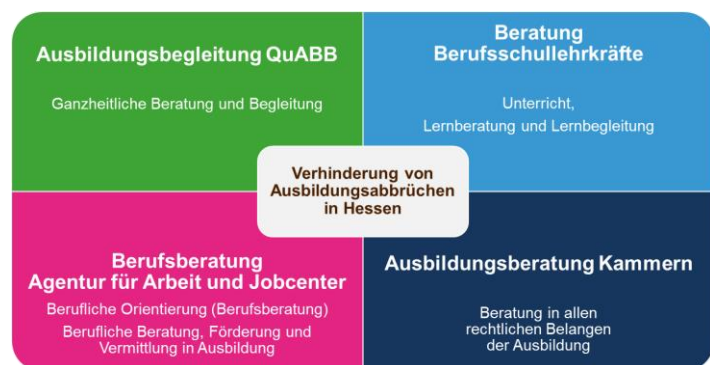 Ausbildungsbegleitung QuABB
Ganzheitliche Beratung und Begleitung
Beratung
Berufsschullehrkräfte
Unterricht,
Lernberatung und Lernbegleitung
Verhinderung von
Ausbildungsabbrüchen
in Hessen
Berufsberatung
Agentur für Arbeit und Jobcenter
Berufliche Orientierung (Berufsberatung)
Berufliche Beratung, Förderung und
Vermittlung in Ausbildung
Ausbildungsberatung Kammern
Beratung in allen
rechtlichen Belangen
der Ausbildung